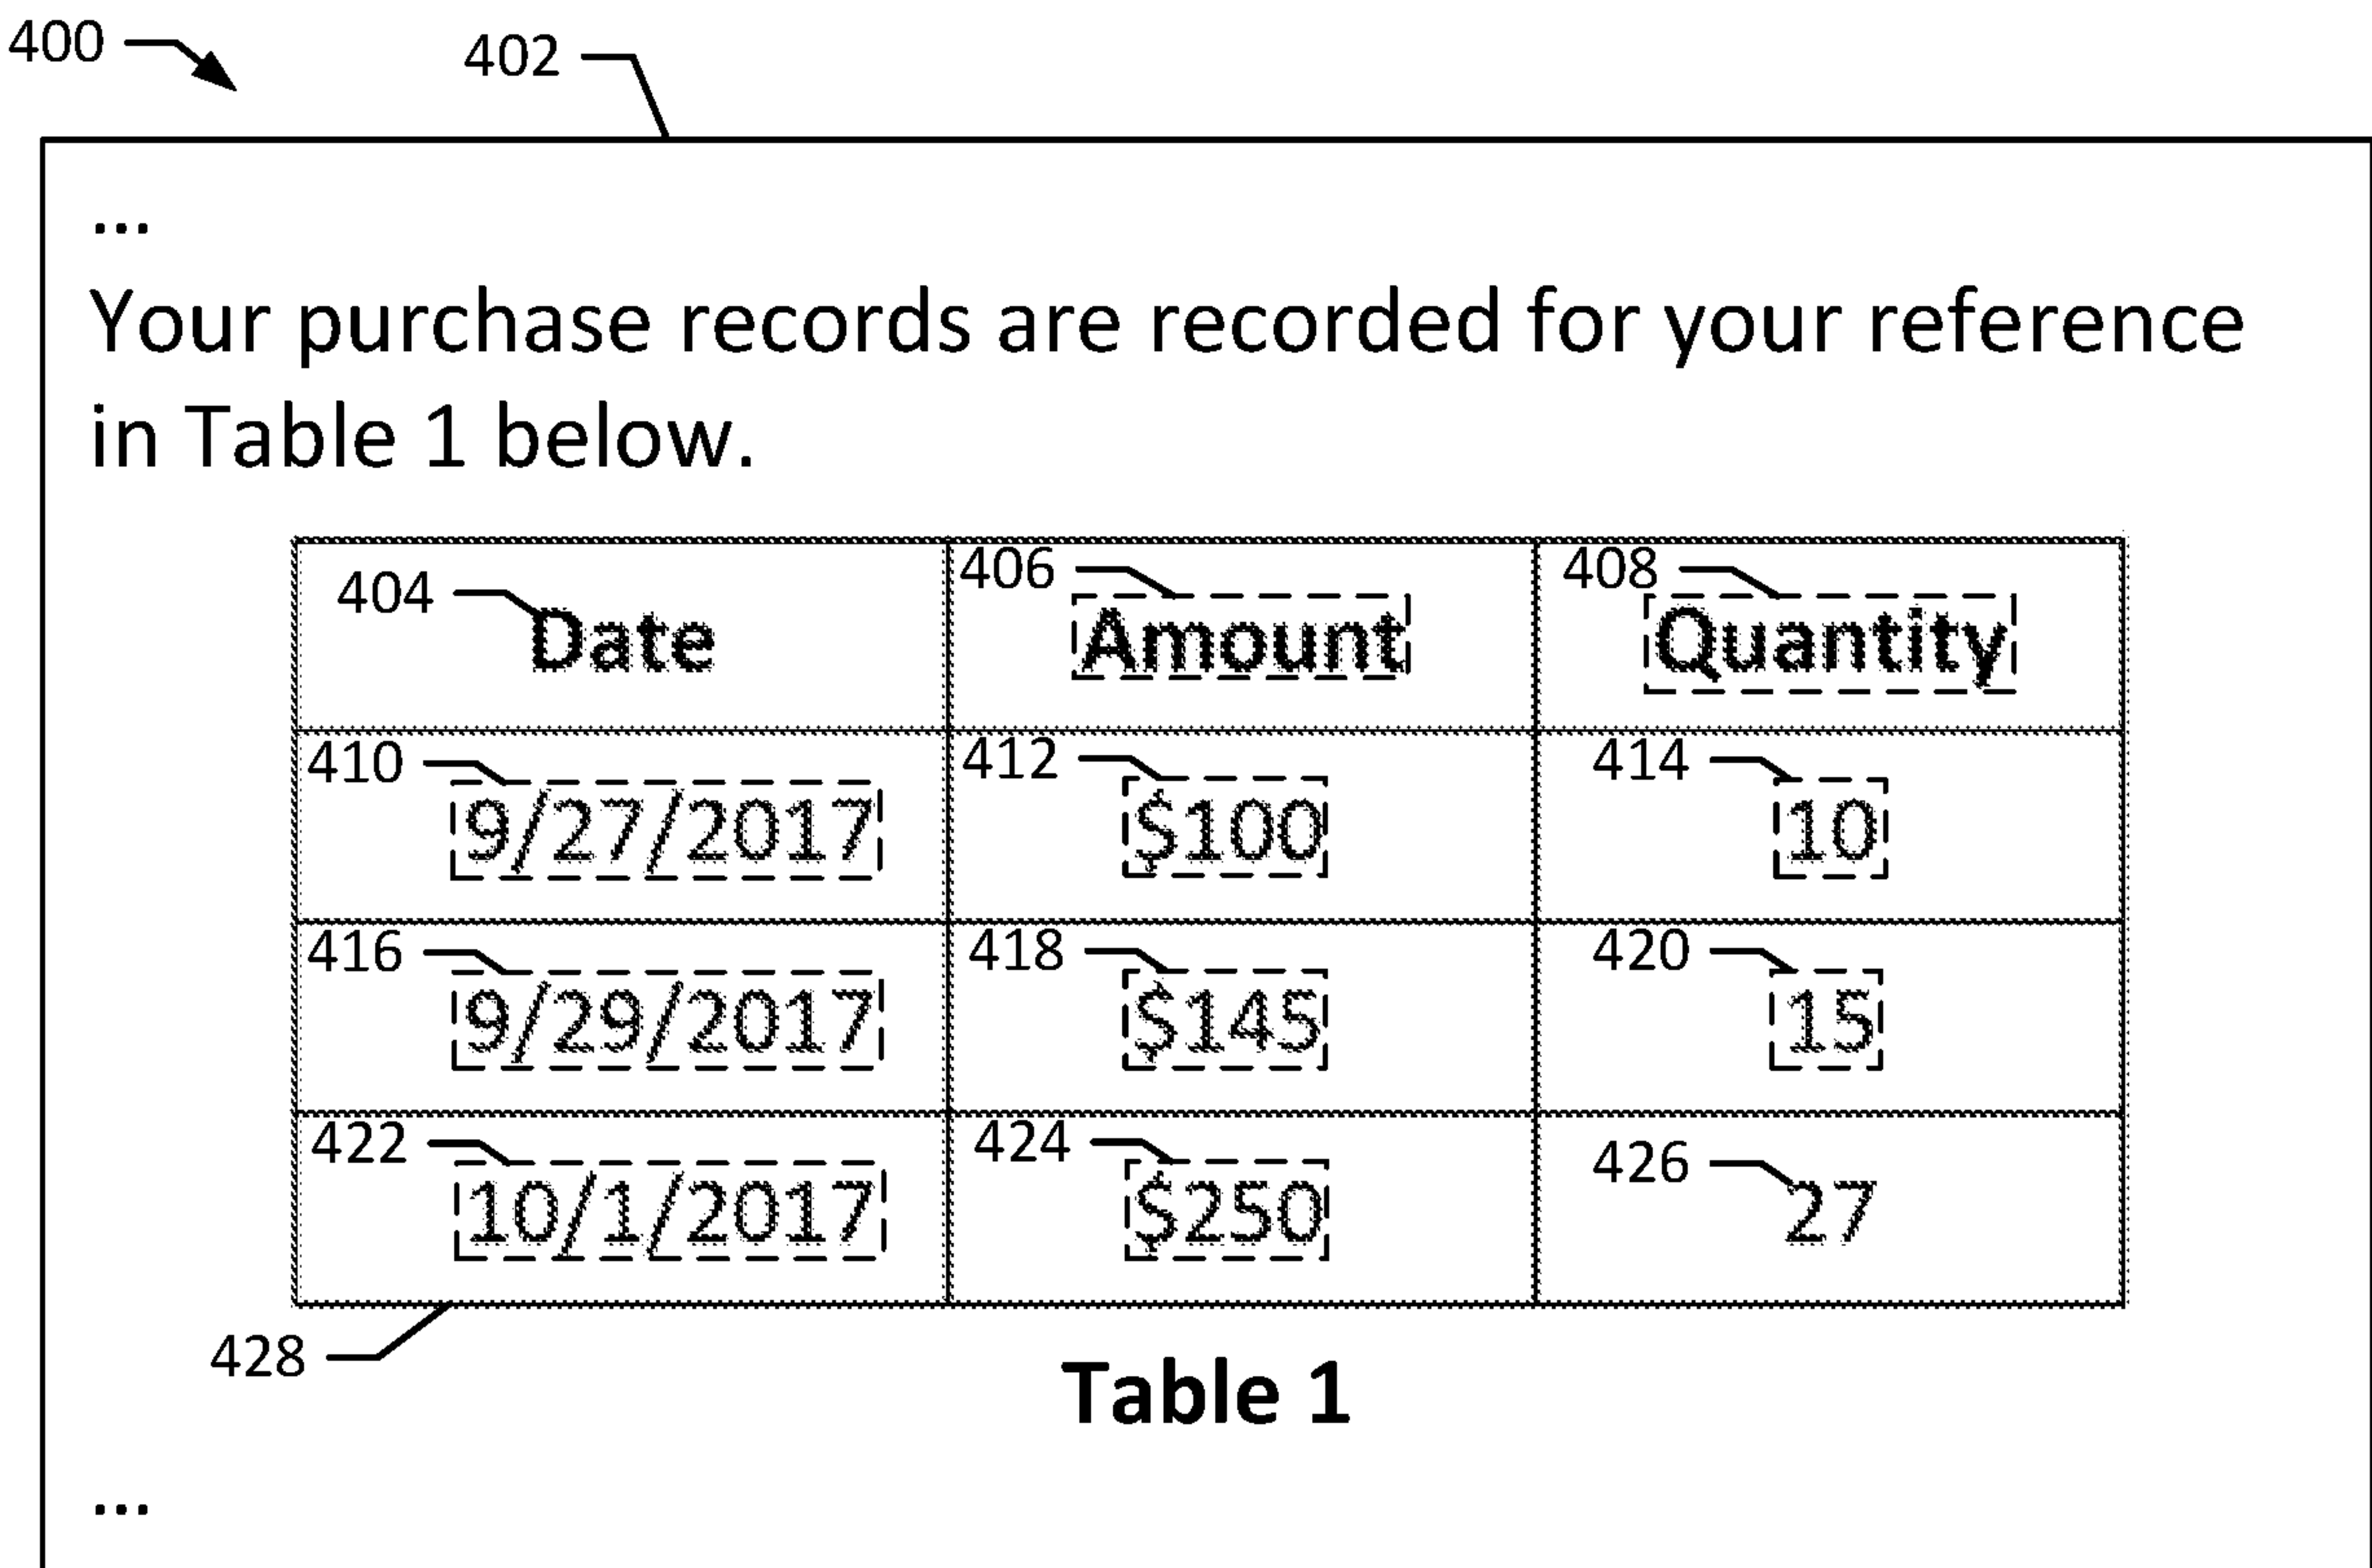 400
402
...
Your purchase records are recorded for your reference
in Table 1 below.
404 Date 406 Amount 408 Quantity
410 9/27/2017 412 $100 414 10
416 9/29/2017 418 $145 420 15
422 10/1/2017 424 $250 426 27
428
Table 1
...